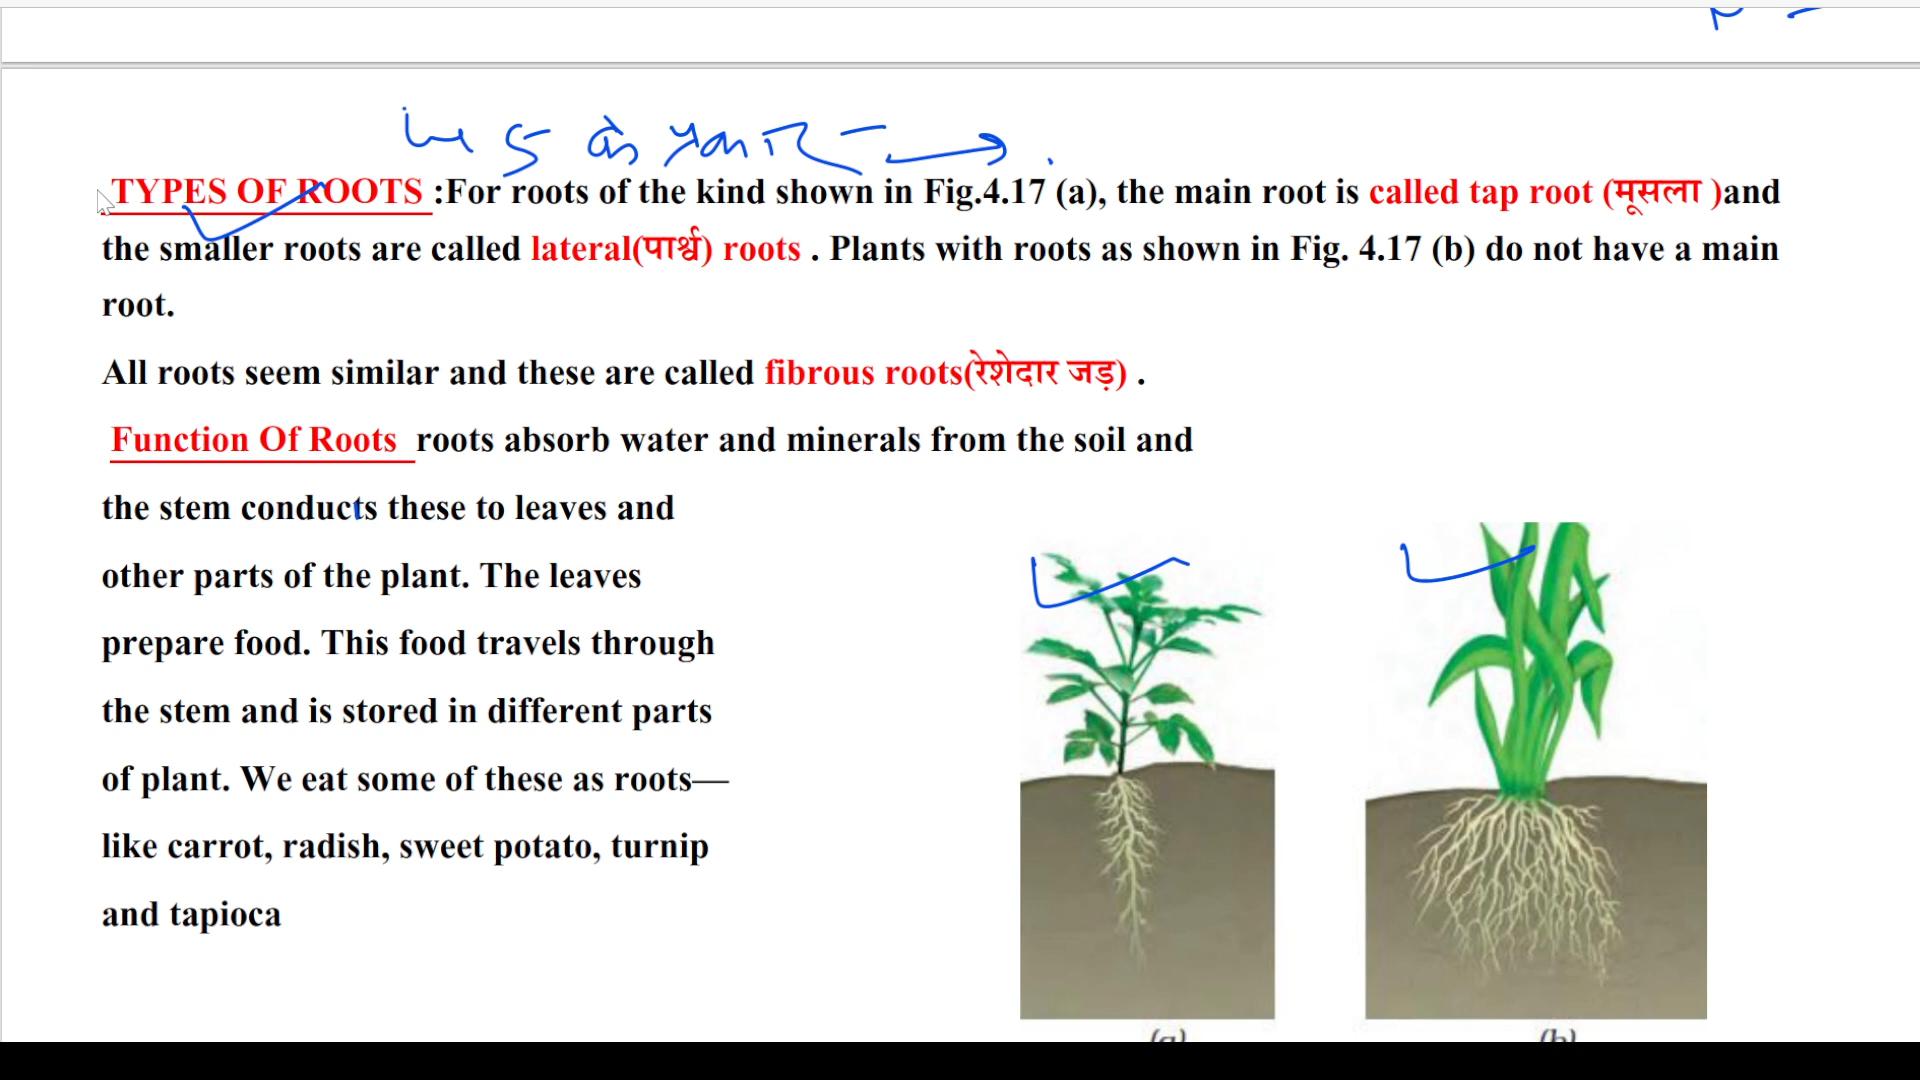 TYPES OF ROOTS :For roots of the kind shown in Fig.4.17 (a), the main root is called tap root (मूसला )and
the smaller roots are called lateral(पार्श्व) roots . Plants with roots as shown in Fig. 4.17 (b) do not have a main
root.
All roots seem similar and these are called fibrous roots(रेशेदार जड़) .
Function Of Roots roots absorb water and minerals from the soil and
the stem conducts these to leaves and
other parts of the plant. The leaves
prepare food. This food travels through
the stem and is stored in different parts
of plant. We eat some of these as roots—
like carrot, radish, sweet potato, turnip
and tapioca
(a) (b)